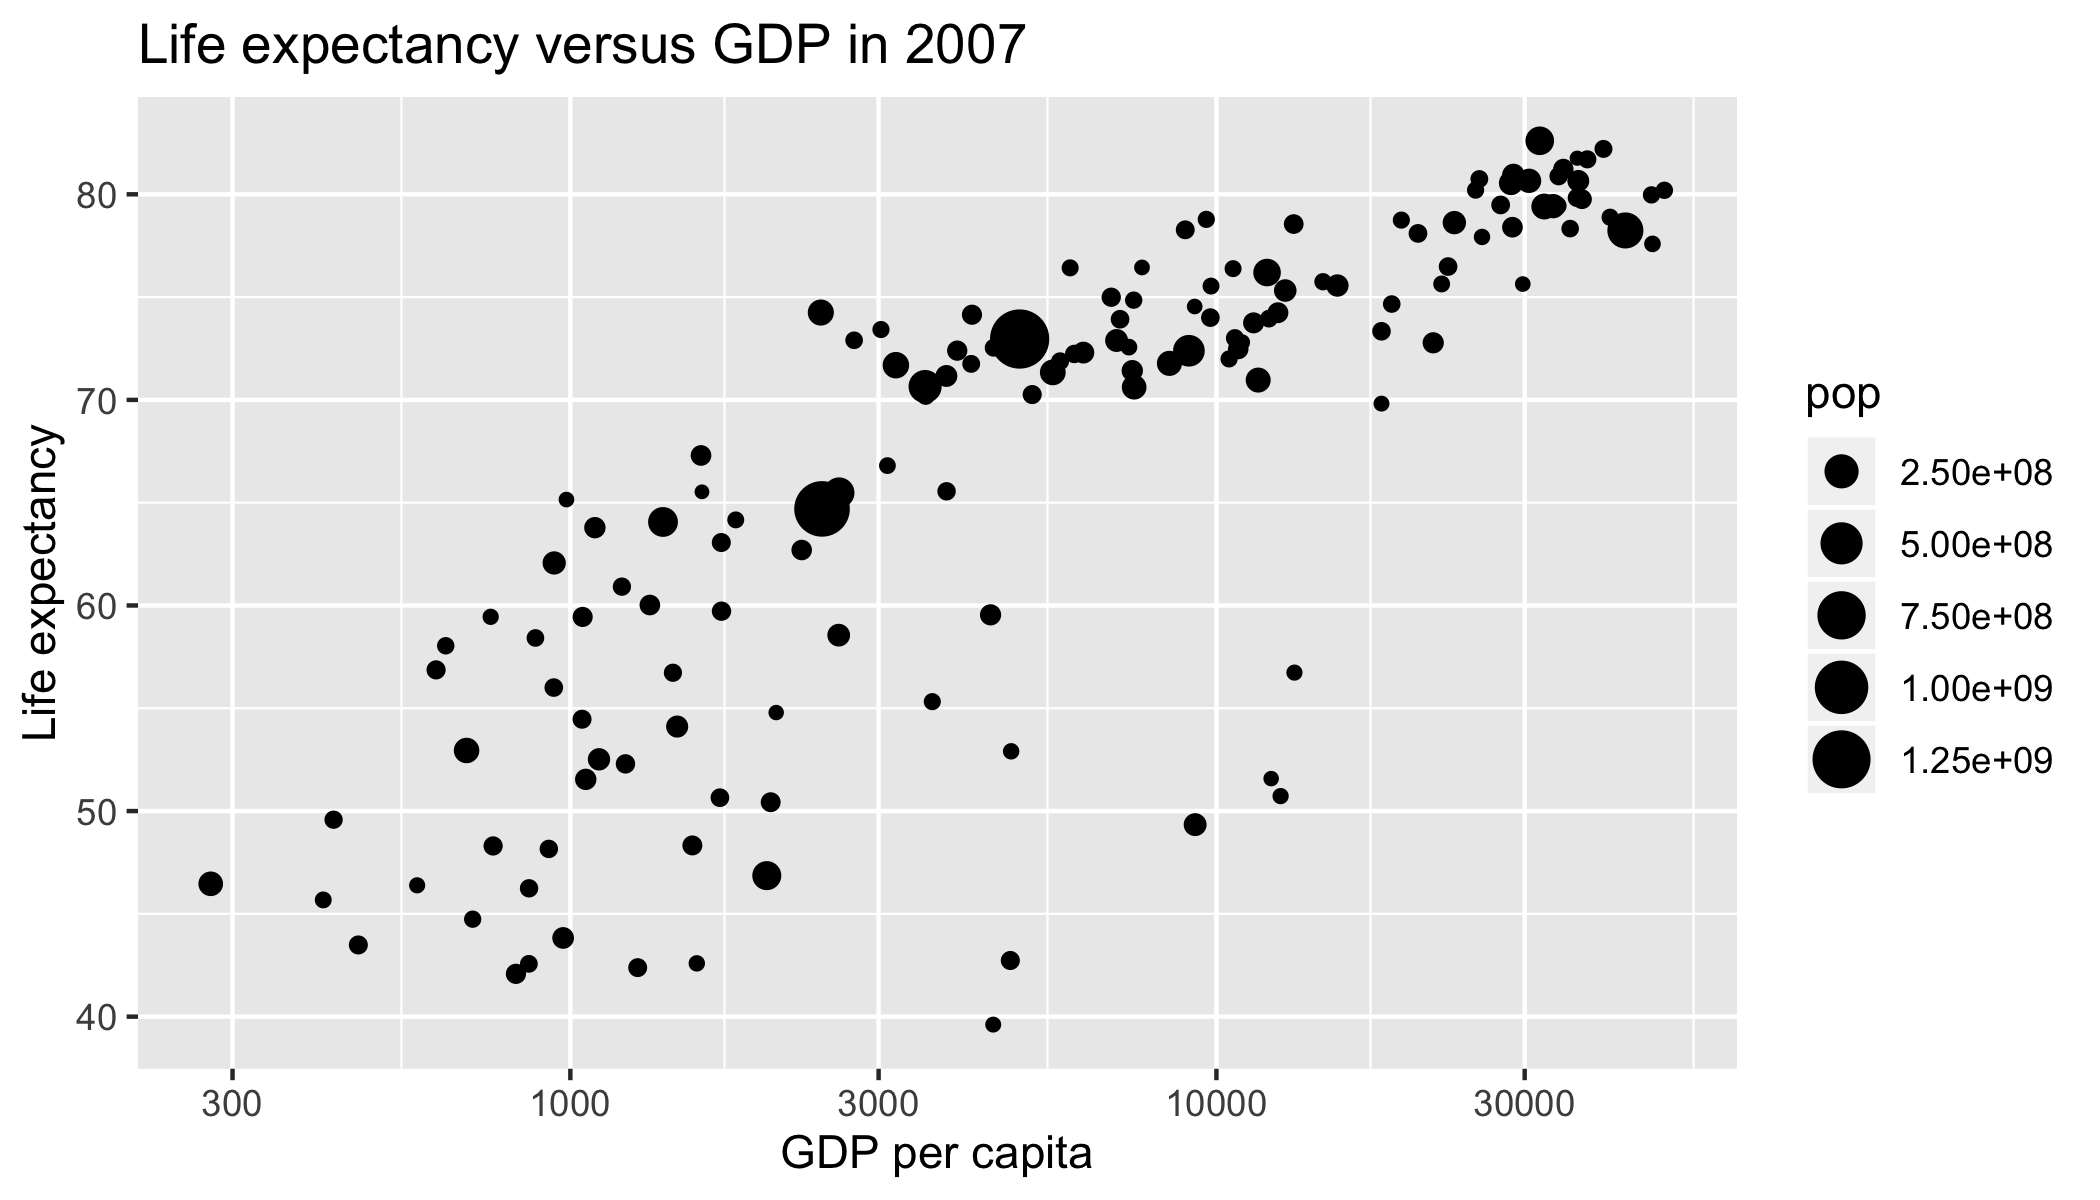 Life expectancy versus GDP in 2007
80
70
60
50
40
Life expectancy
300 1000 3000 10000 30000
GDP per capita
pop
2.50e+08
5.00e+08
7.50e+08
1.00e+09
1.25e+09